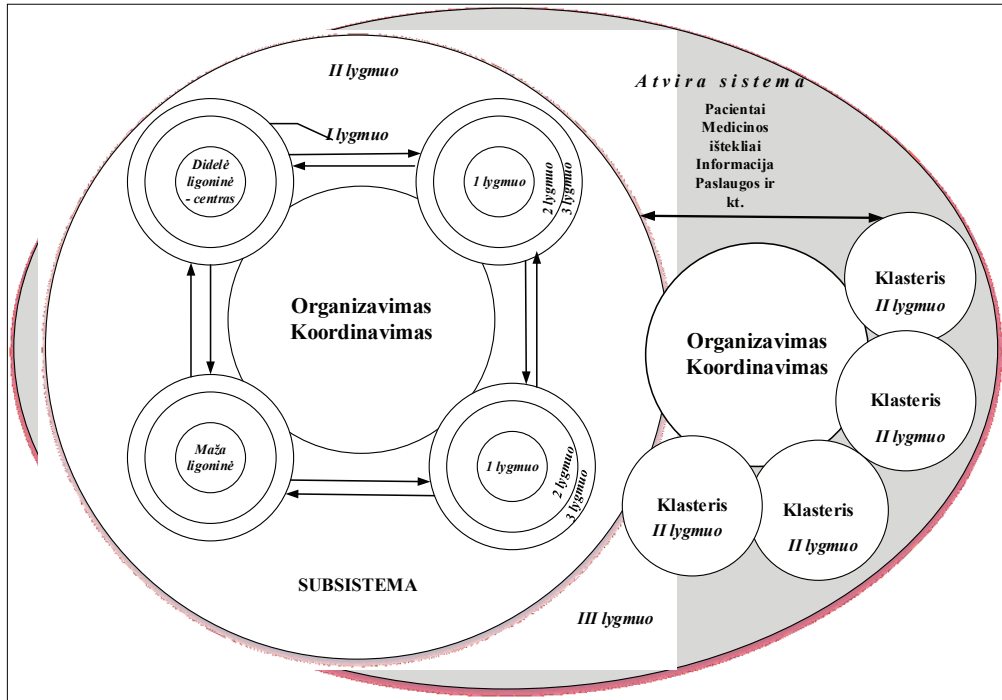 II lygmuo
I lygmuo
Didelė
ligoninė
- centras
1 lygmuo
2 lygmuo
3 lygmuo
Organizavimas
Koordinavimas
Maža
ligoninė
1 lygmuo
2 lygmuo
3 lygmuo
SUBSISTEMA
Atvira sistema
Pacientai
Medicinos
ištekliai
Informacija
Paslaugos ir
kt.
Organizavimas
Koordinavimas
Klasteris
II lygmuo
Klasteris
II lygmuo
Klasteris
II lygmuo
Klasteris
II lygmuo
III lygmuo